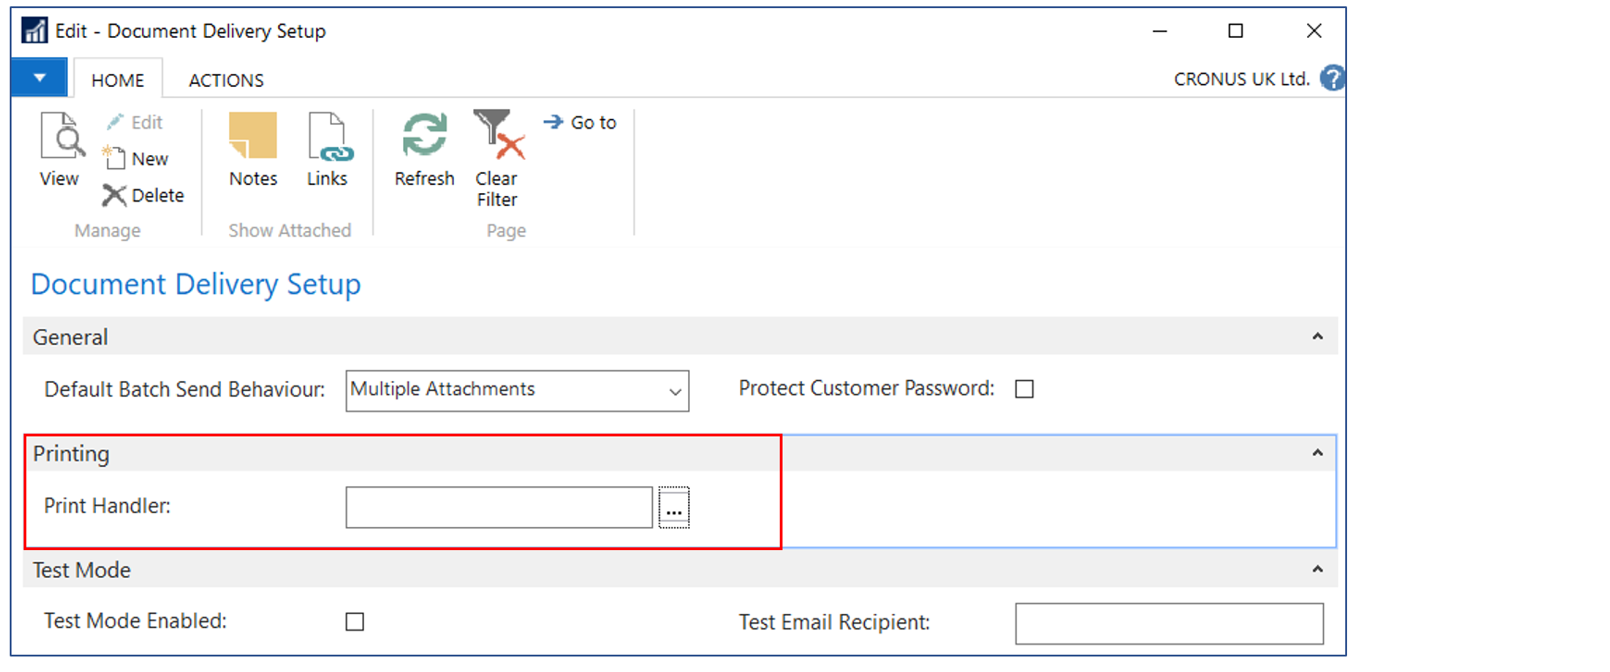 Edit - Document Delivery Setup
HOME
ACTIONS
CRONUS UK Ltd.
?
View
Edit
New
Delete
Manage
Notes
Links
Show Attached
Refresh
Clear
Filter
Go to
Page
Document Delivery Setup
General
Default Batch Send Behaviour: Multiple Attachments
Protect Customer Password:
Printing
Print Handler:
...
Test Mode
Test Mode Enabled:
Test Email Recipient: